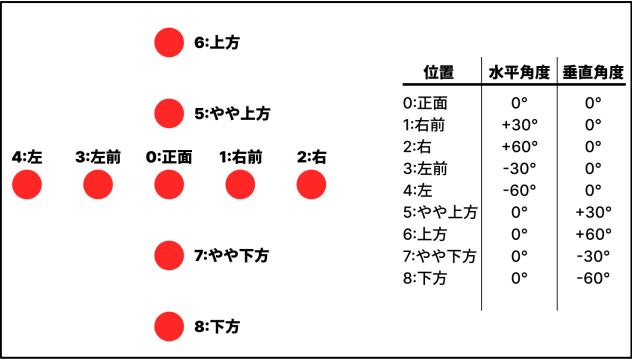 6:上方
5:やや上方
4:左 3:左前 0:正面 1:右前 2:右
7:やや下方
8:下方
位置 水平角度 垂直角度
0:正面 0° 0°
1:右前 +30° 0°
2:右 +60° 0°
3:左前 -30° 0°
4:左 -60° 0°
5:やや上方 0° +30°
6:上方 0° +60°
7:やや下方 0° -30°
8:下方 0° -60°